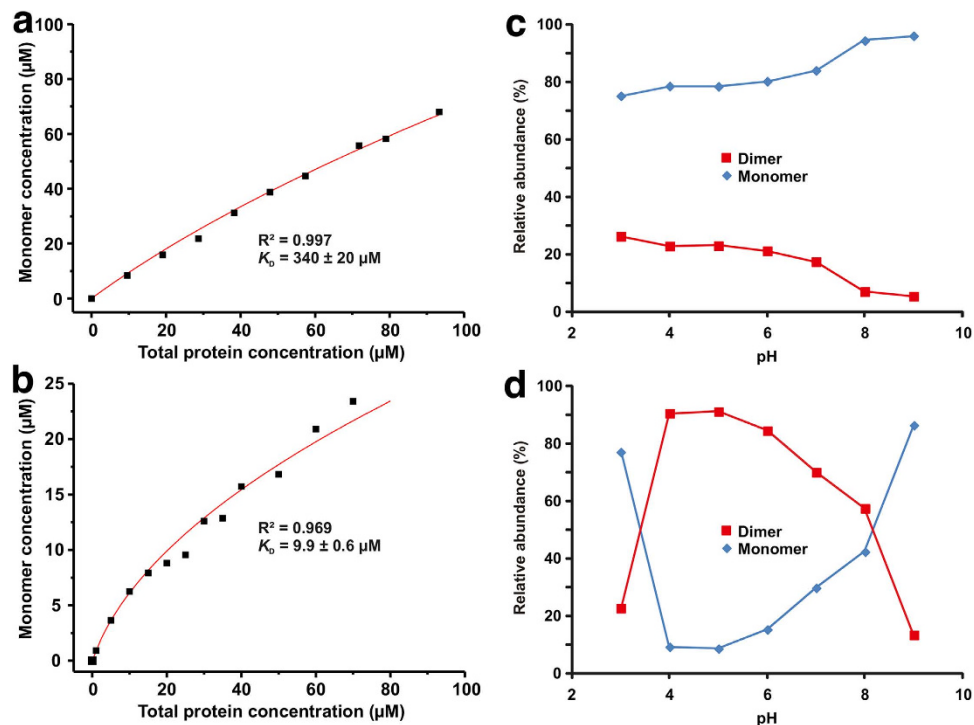 a
Monomer concentration (µM)
100
80
60
40
20
0
R² = 0.997
K_D = 340 ± 20 µM
0 20 40 60 80 100
Total protein concentration (µM)
b
Monomer concentration (µM)
25
20
15
10
5
0
R² = 0.969
K_D = 9.9 ± 0.6 µM
0 20 40 60 80 100
Total protein concentration (µM)
c
Relative abundance (%)
100
80
60
40
20
0
Dimer
Monomer
2 4 6 8 10
pH
d
Relative abundance (%)
100
80
60
40
20
0
Dimer
Monomer
2 4 6 8 10
pH